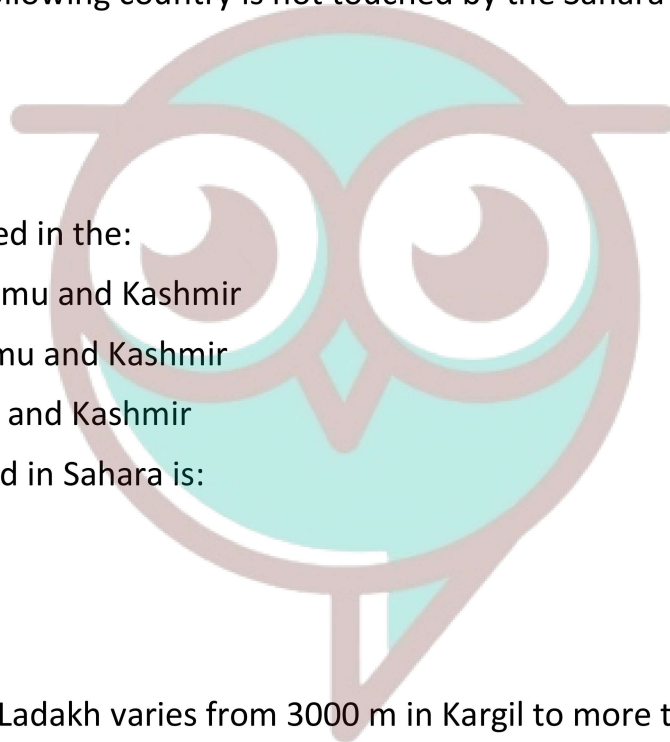 ollowing country is not touched by the Sahara
ed in the:
mu and Kashmir
mu and Kashmir
and Kashmir
d in Sahara is:
Ladakh varies from 3000 m in Kargil to more t